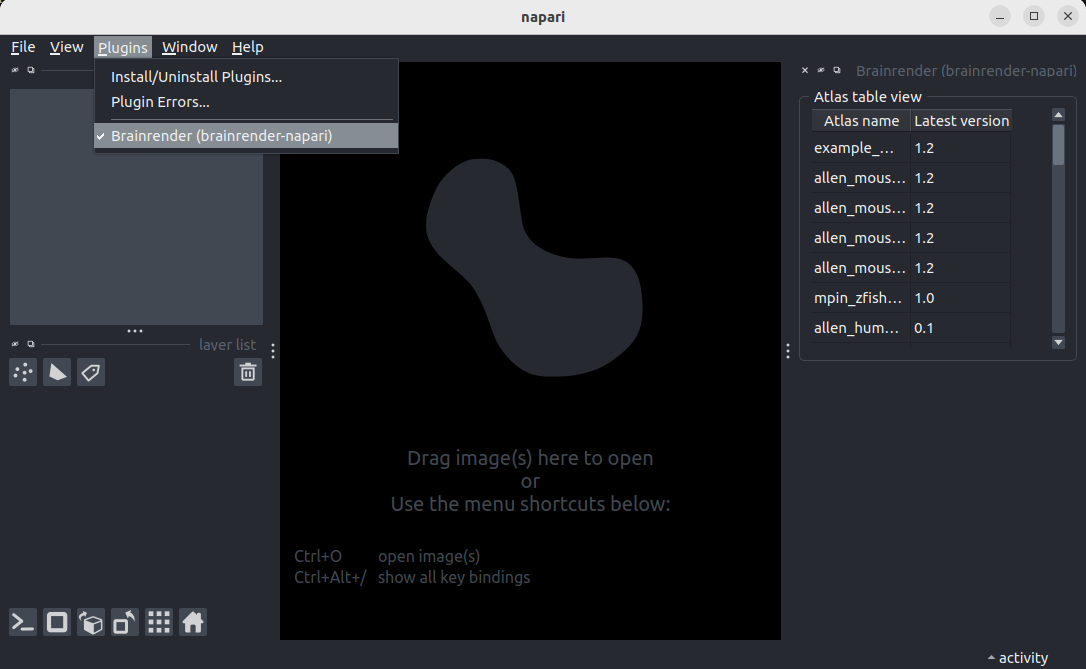 napari
File View Plugins Window Help
Install/Uninstall Plugins...
Plugin Errors...
Brainrender (brainrender-napari)
layer list
Drag image(s) here to open
or
Use the menu shortcuts below:
Ctrl+O open image(s)
Ctrl+Alt+/ show all key bindings
Brainrender (brainrender-napari)
Atlas table view
Atlas name Latest version
example_... 1.2
allen_mous... 1.2
allen_mous... 1.2
allen_mous... 1.2
allen_mous... 1.2
mpin_zfish... 1.0
allen_hum... 0.1
activity